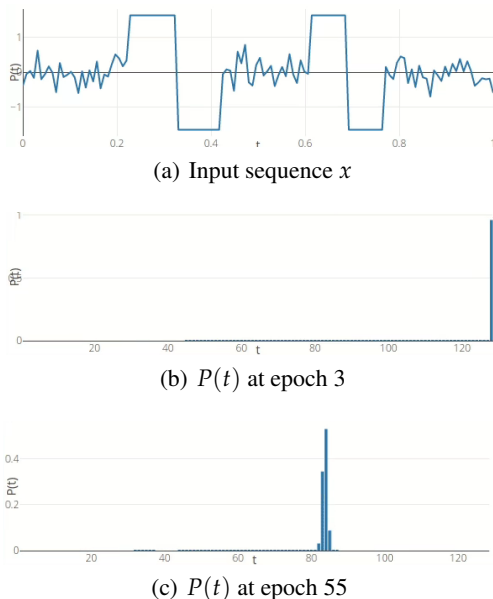 1
P(t)
0
−1
0 0.2 0.4 t 0.6 0.8 1
(a) Input sequence x
1
P(t)
0.5
0
20 40 60 t 80 100 120
(b) P(t) at epoch 3
0.4
P(t)
0.2
0
20 40 t 60 80 100 120
(c) P(t) at epoch 55